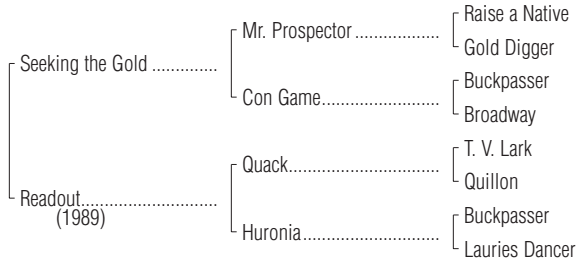 Raise a Native
Mr. Prospector ...................
Gold Digger
Seeking the Gold ..............
Buckpasser
Con Game..........................
Broadway
T. V. Lark
Quack.................................
Quillon
Readout.............................
(1989)
Buckpasser
Huronia..............................
Lauries Dancer